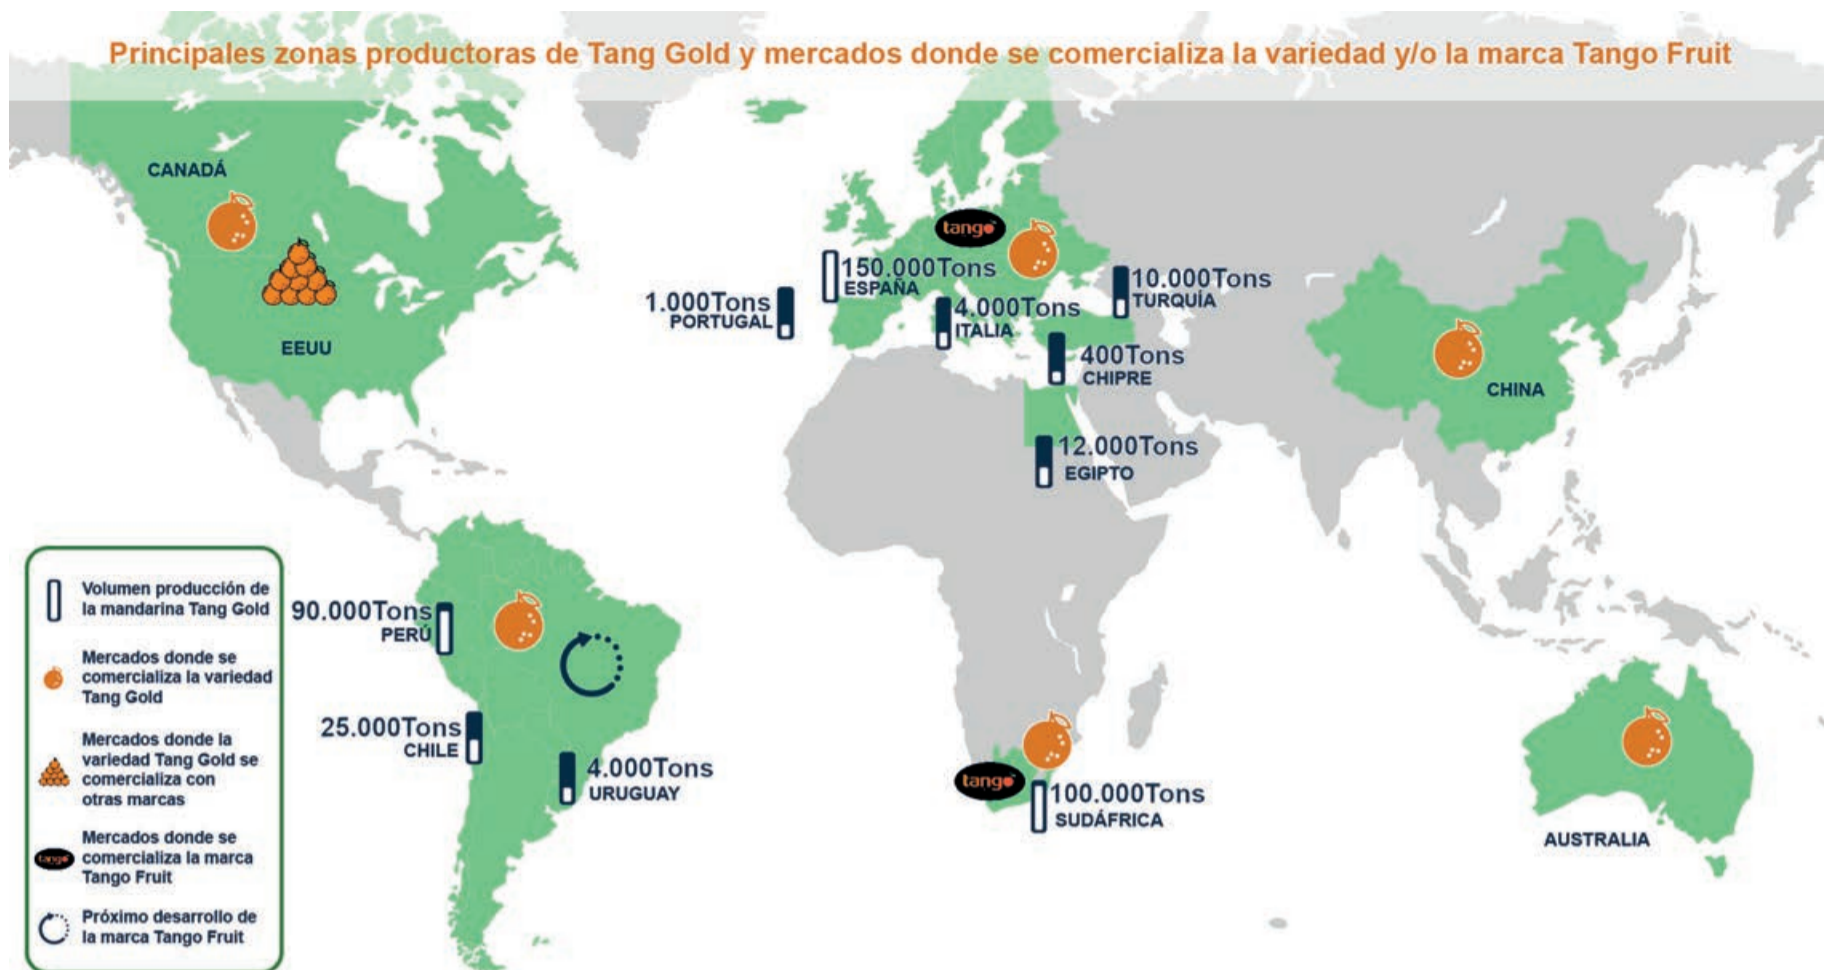 Principales zonas productoras de Tang Gold y mercados donde se comercializa la variedad y/o la marca Tango Fruit
CANADÁ
EEUU
tango
150.000Tons
ESPAÑA
1.000Tons
PORTUGAL
4.000Tons
ITALIA
10.000Tons
TURQUÍA
400Tons
CHIPRE
12.000Tons
EGIPTO
CHINA
90.000Tons
PERÚ
25.000Tons
CHILE
4.000Tons
URUGUAY
tango
100.000Tons
SUDÁFRICA
AUSTRALIA
Volumen producción de
la mandarina Tang Gold
Mercados donde se
comercializa la variedad
Tang Gold
Mercados donde la
variedad Tang Gold se
comercializa con
otras marcas
tango
Mercados donde se
comercializa la marca
Tango Fruit
Próximo desarrollo de
la marca Tango Fruit